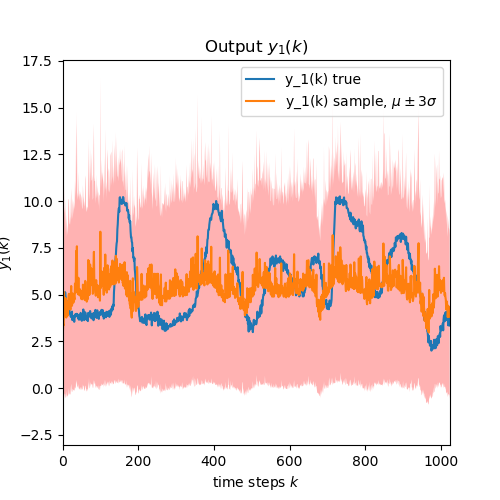 Output y₁(k)
y_1(k) true
y_1(k) sample, μ ± 3σ
17.5
15.0
12.5
10.0
7.5
5.0
2.5
0.0
−2.5
y₁(k)
0 200 400 600 800 1000
time steps k